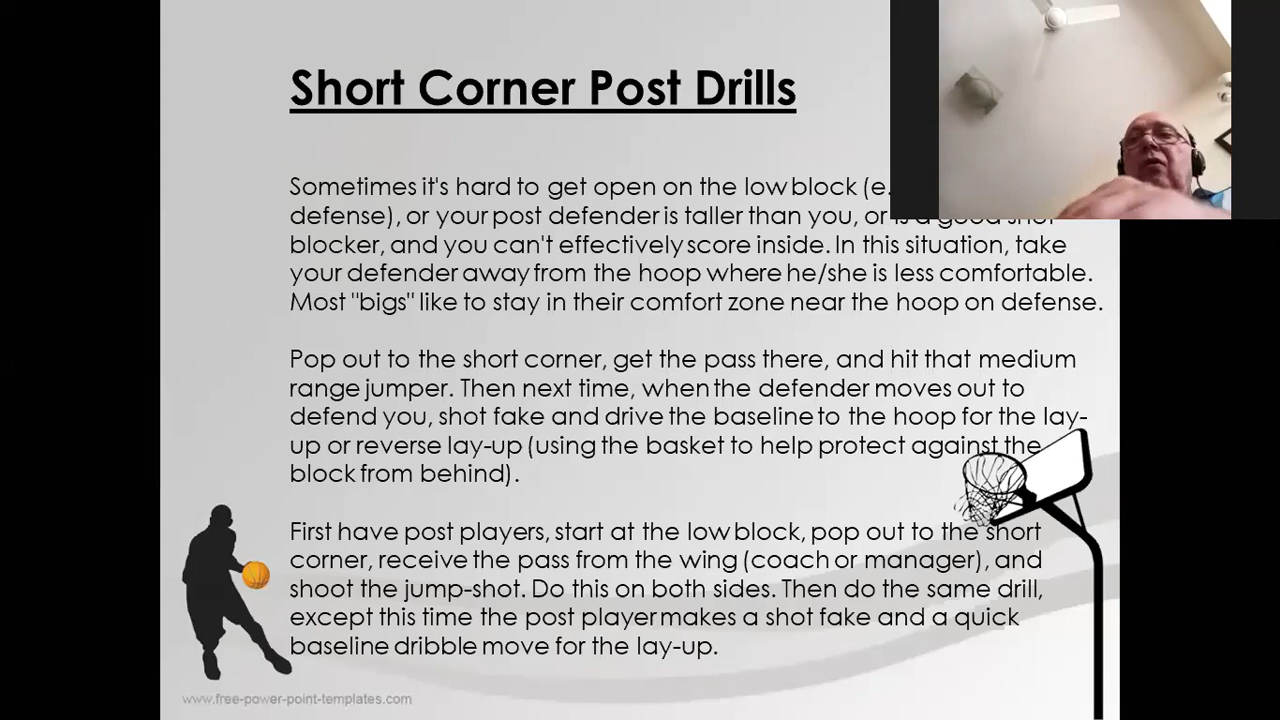 Short Corner Post Drills
Sometimes it's hard to get open on the low block (e.
defense), or your post defender is taller than you, or is a good shot
blocker, and you can't effectively score inside. In this situation, take
your defender away from the hoop where he/she is less comfortable.
Most "bigs" like to stay in their comfort zone near the hoop on defense.
Pop out to the short corner, get the pass there, and hit that medium
range jumper. Then next time, when the defender moves out to
defend you, shot fake and drive the baseline to the hoop for the lay-
up or reverse lay-up (using the basket to help protect against the
block from behind).
First have post players, start at the low block, pop out to the short
corner, receive the pass from the wing (coach or manager), and
shoot the jump-shot. Do this on both sides. Then do the same drill,
except this time the post player makes a shot fake and a quick
baseline dribble move for the lay-up.
www.free-power-point-templates.com